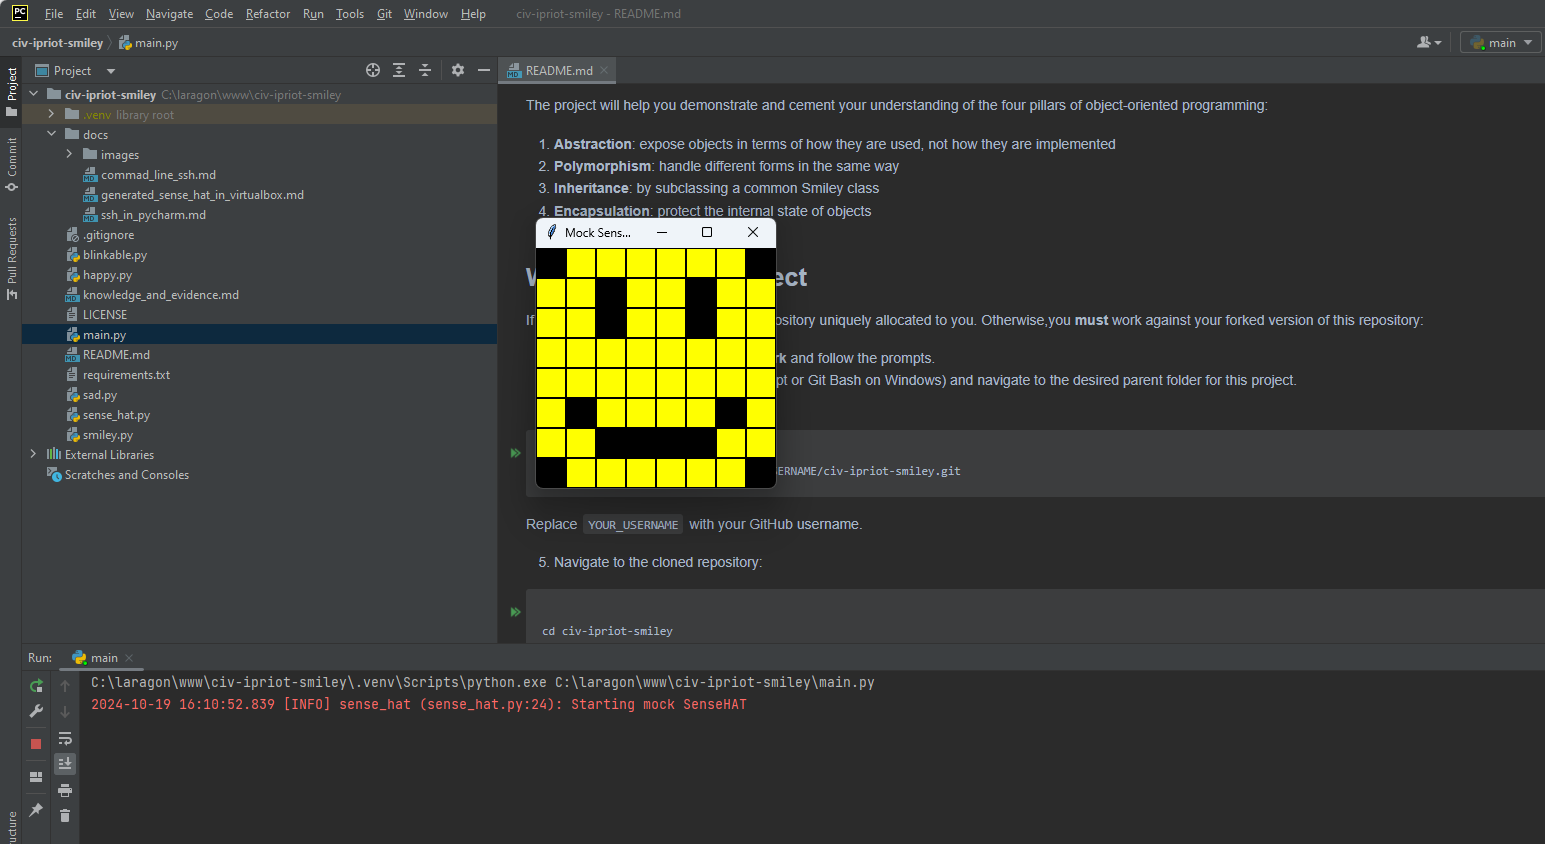 PC File Edit View Navigate Code Refactor Run Tools Git Window Help civ-ipriot-smiley - README.md
civ-ipriot-smiley main.py main
Project
Commit
Pull Requests
ucture
Project
civ-ipriot-smiley C:\laragon\www\civ-ipriot-smiley
.venv library root
docs
images
commad_line_ssh.md
generated_sense_hat_in_virtualbox.md
ssh_in_pycharm.md
.gitignore
blinkable.py
happy.py
knowledge_and_evidence.md
LICENSE
main.py
README.md
requirements.txt
sad.py
sense_hat.py
smiley.py
External Libraries
Scratches and Consoles
README.md
The project will help you demonstrate and cement your understanding of the four pillars of object-oriented programming:
1. Abstraction: expose objects in terms of how they are used, not how they are implemented
2. Polymorphism: handle different forms in the same way
3. Inheritance: by subclassing a common Smiley class
4. Encapsulation: protect the internal state of objects
Mock Sens...
ect
If
ository uniquely allocated to you. Otherwise,you must work against your forked version of this repository:
rk and follow the prompts.
pt or Git Bash on Windows) and navigate to the desired parent folder for this project.
ERNAME/civ-ipriot-smiley.git
Replace YOUR_USERNAME with your GitHub username.
5. Navigate to the cloned repository:
cd civ-ipriot-smiley
Run: main
C:\laragon\www\civ-ipriot-smiley\.venv\Scripts\python.exe C:\laragon\www\civ-ipriot-smiley\main.py
2024-10-19 16:10:52.839 [INFO] sense_hat (sense_hat.py:24): Starting mock SenseHAT